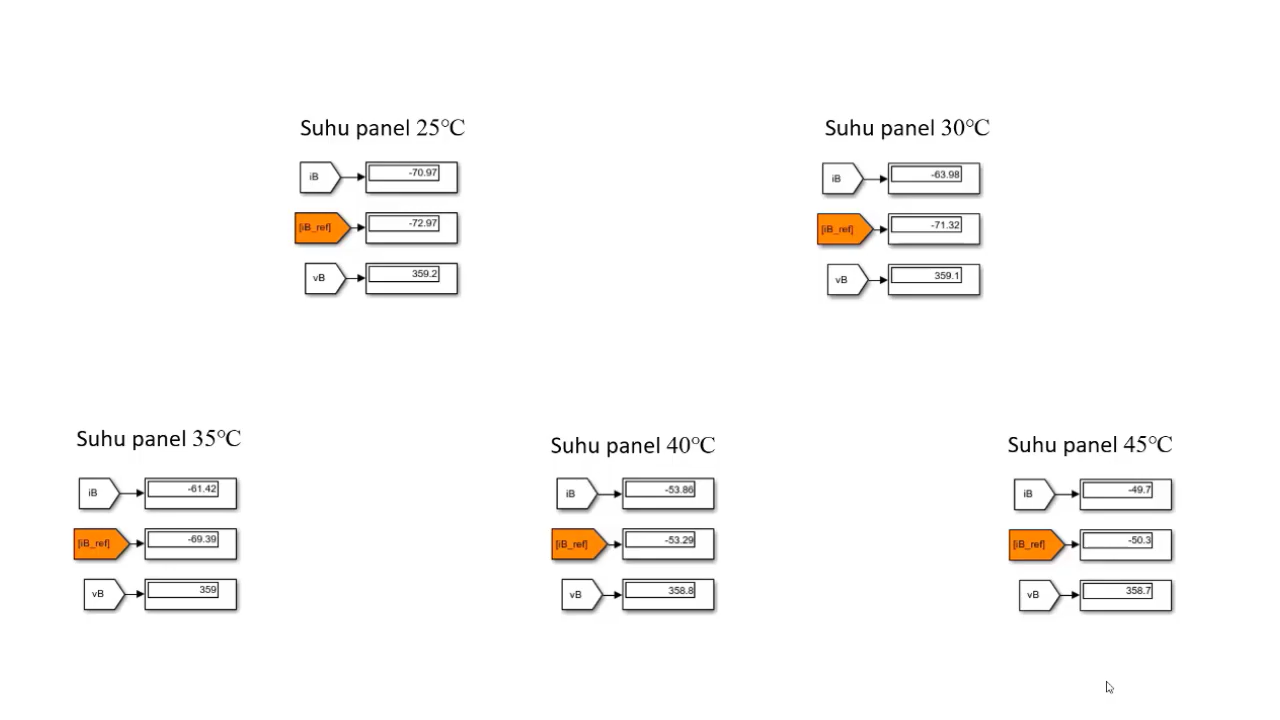 Suhu panel 25℃
iB
-70.97
[iB_ref]
-72.97
vB
359.2
Suhu panel 30℃
iB
-63.98
[iB_ref]
-71.32
vB
359.1
Suhu panel 35℃
iB
-61.42
[iB_ref]
-69.39
vB
359
Suhu panel 40℃
iB
-53.86
[iB_ref]
-53.29
vB
358.8
Suhu panel 45℃
iB
-49.7
[iB_ref]
-50.3
vB
358.7